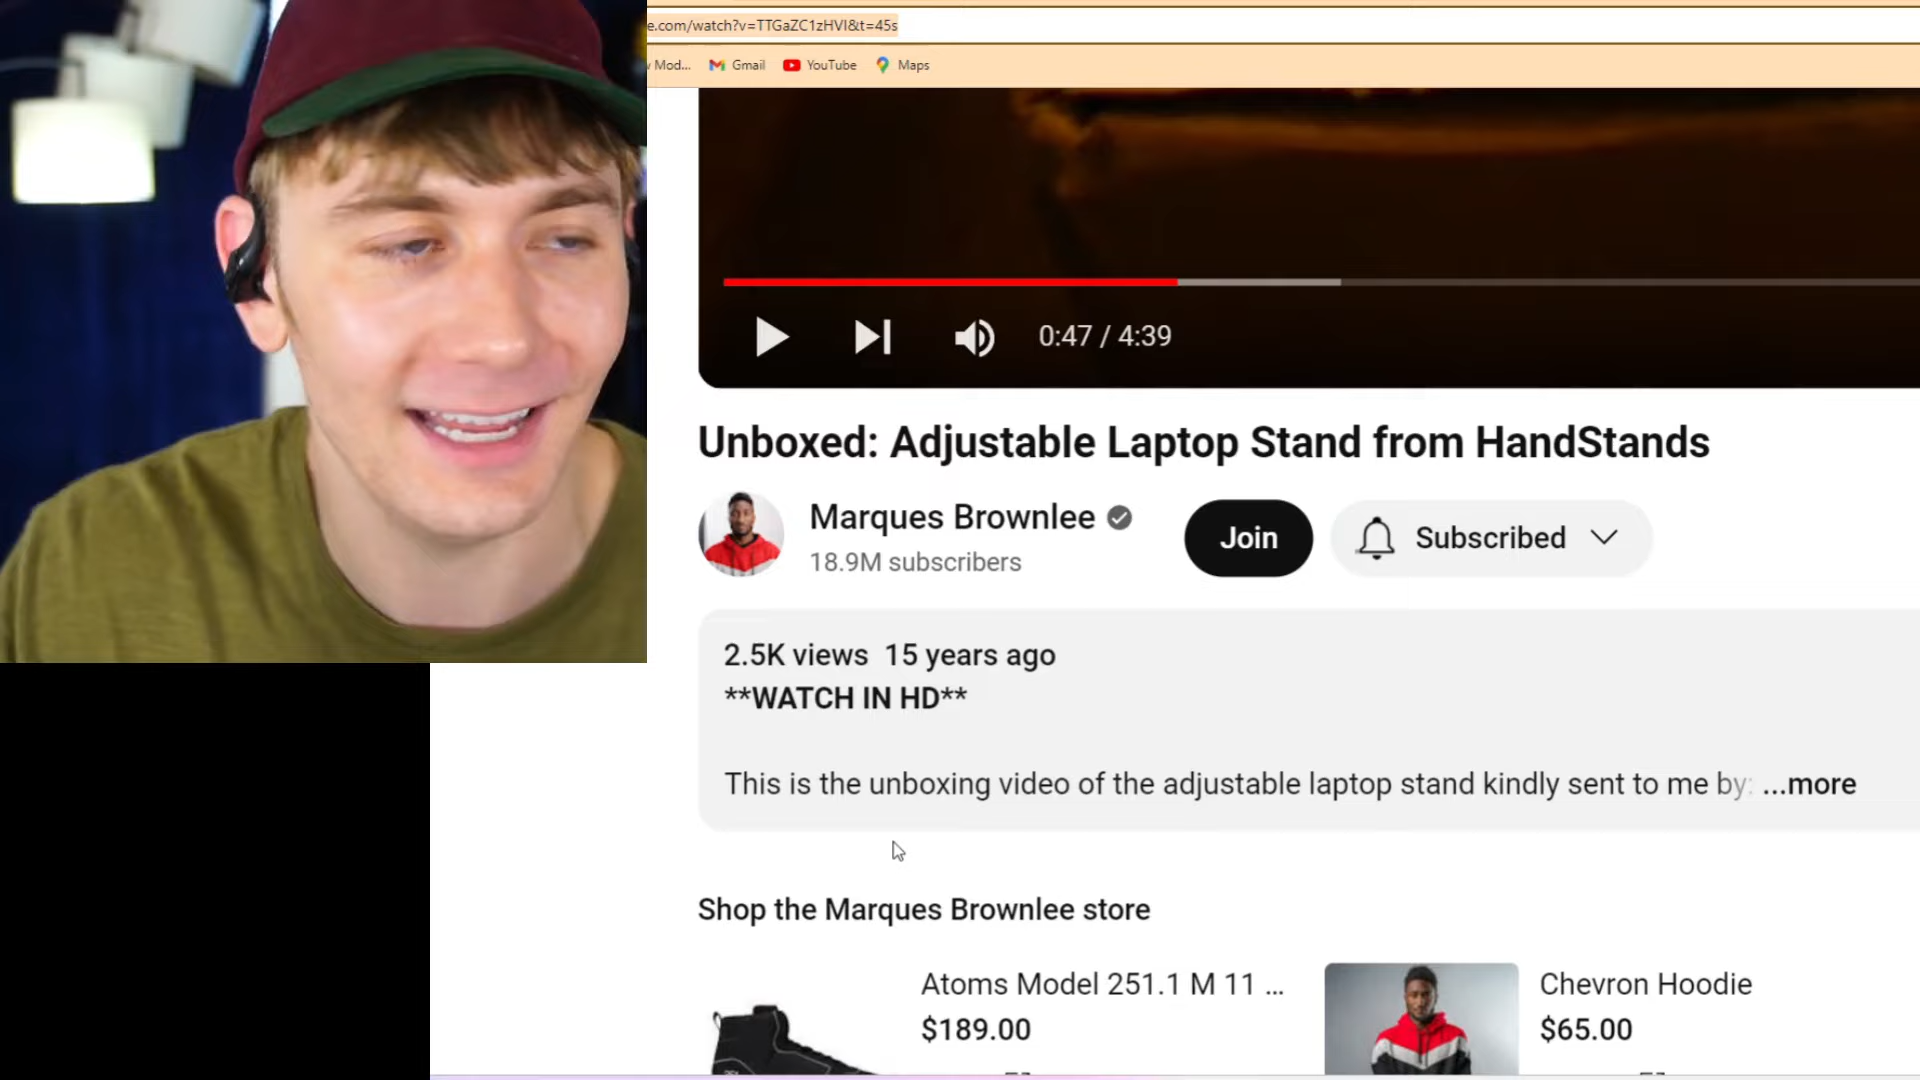 e.com/watch?v=TTGaZC1zHVI&t=45s
Mod... Gmail YouTube Maps
0:47 / 4:39
Unboxed: Adjustable Laptop Stand from HandStands
Marques Brownlee
18.9M subscribers
Join
Subscribed
2.5K views 15 years ago
**WATCH IN HD**
This is the unboxing video of the adjustable laptop stand kindly sent to me by: ...more
Shop the Marques Brownlee store
Atoms Model 251.1 M 11 ...
$189.00
Chevron Hoodie
$65.00